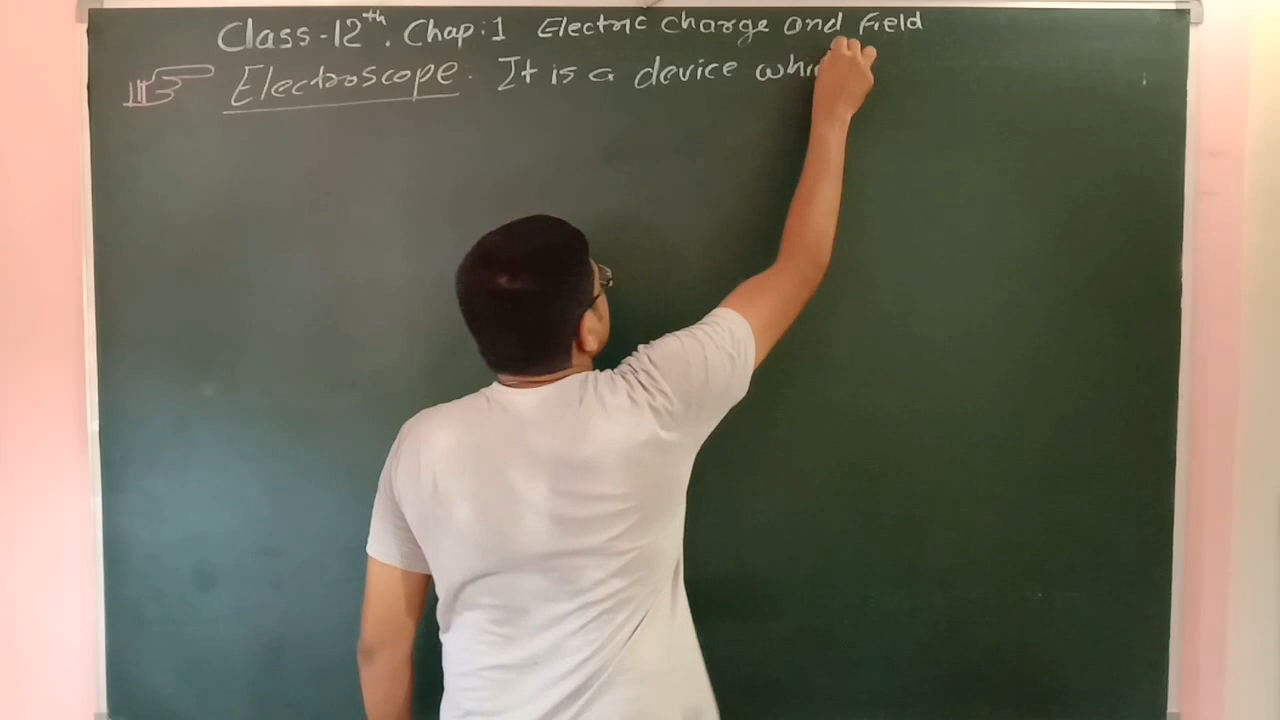 Class-12th. Chap:1 Electric Charge and Field
Electroscope: It is a device whi